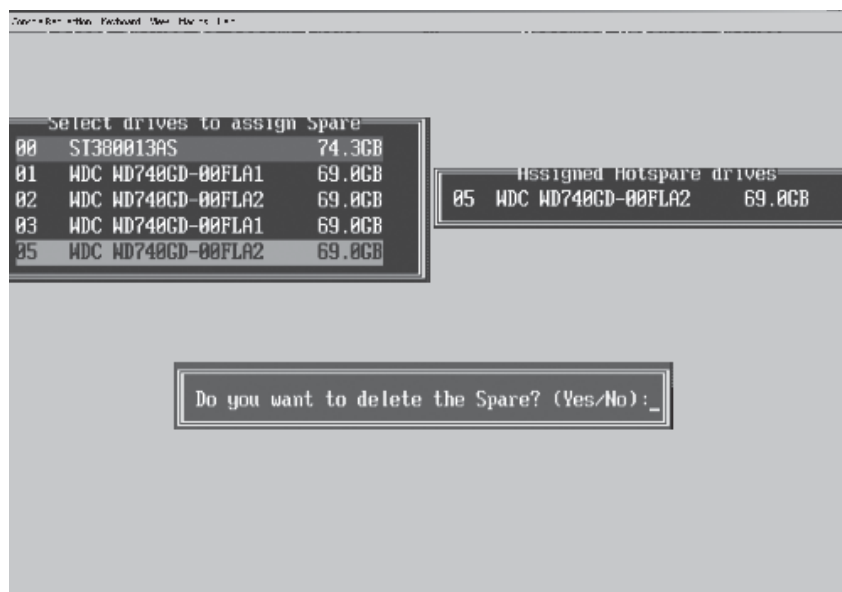 Keyboard View
Select drives to assign Spare
00 ST380013AS 74.3GB
01 WDC WD740GD-00FLA1 69.0GB
02 WDC WD740GD-00FLA2 69.0GB
03 WDC WD740GD-00FLA1 69.0GB
05 WDC WD740GD-00FLA2 69.0GB
Assigned Hotspare drives
05 WDC WD740GD-00FLA2 69.0GB
Do you want to delete the Spare? (Yes/No):_